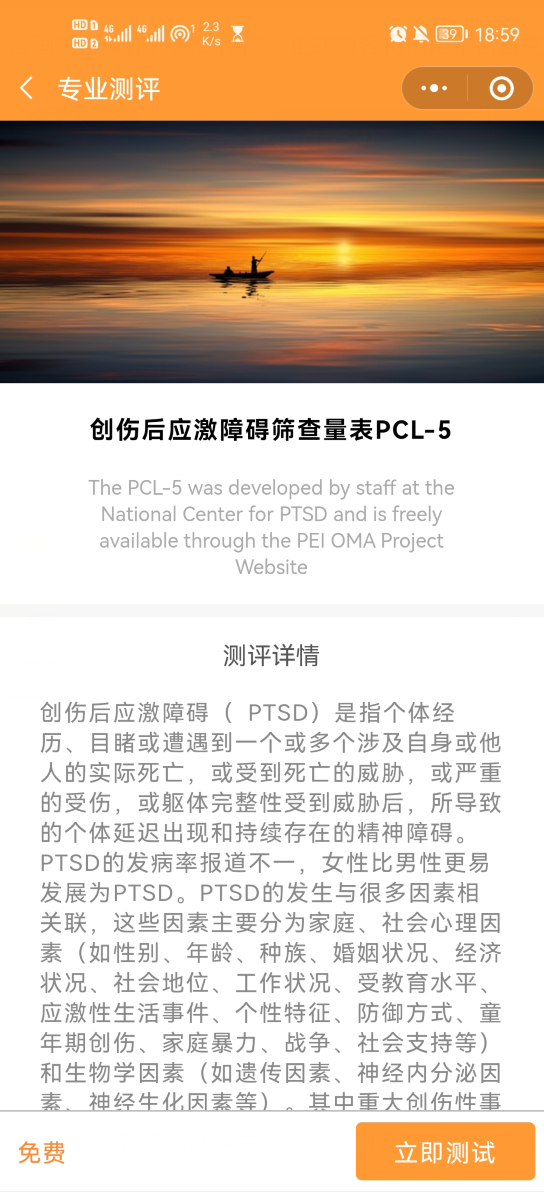 HD 1 4G 4G 1 2.3 39 18:59
HD 2 K/s
专业测评
创伤后应激障碍筛查量表PCL-5
The PCL-5 was developed by staff at the
National Center for PTSD and is freely
available through the PEI OMA Project
Website
测评详情
创伤后应激障碍（ PTSD）是指个体经
历、目睹或遭遇到一个或多个涉及自身或他
人的实际死亡，或受到死亡的威胁，或严重
的受伤，或躯体完整性受到威胁后，所导致
的个体延迟出现和持续存在的精神障碍。
PTSD的发病率报道不一，女性比男性更易
发展为PTSD。PTSD的发生与很多因素相
关联，这些因素主要分为家庭、社会心理因
素（如性别、年龄、种族、婚姻状况、经济
状况、社会地位、工作状况、受教育水平、
应激性生活事件、个性特征、防御方式、童
年期创伤、家庭暴力、战争、社会支持等）
和生物学因素（如遗传因素、神经内分泌因
素、神经生化因素等）。其中重大创伤性事
免费
立即测试